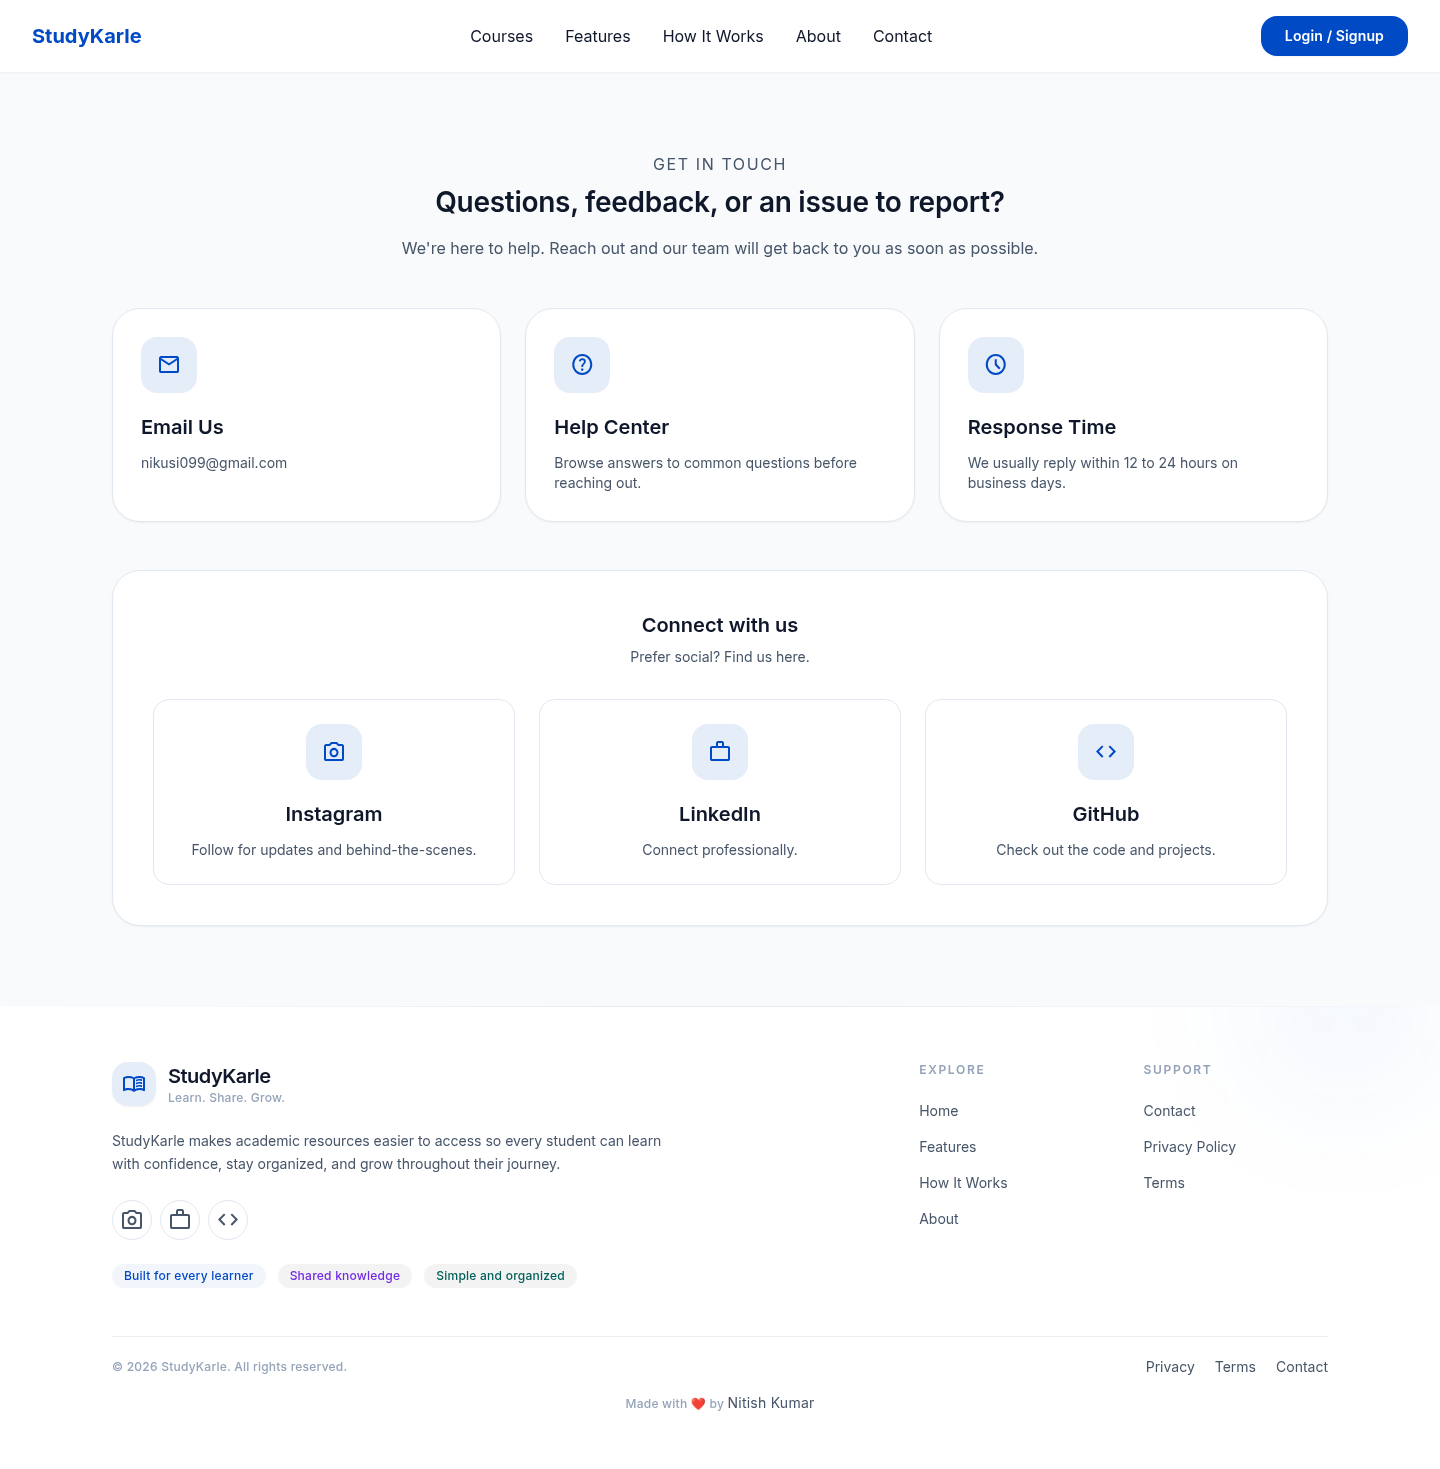 StudyKarle
Courses
Features
How It Works
About
Contact
Login / Signup
GET IN TOUCH
Questions, feedback, or an issue to report?
We're here to help. Reach out and our team will get back to you as soon as possible.
Email Us
nikusi099@gmail.com
Help Center
Browse answers to common questions before
reaching out.
Response Time
We usually reply within 12 to 24 hours on
business days.
Connect with us
Prefer social? Find us here.
Instagram
Follow for updates and behind-the-scenes.
LinkedIn
Connect professionally.
GitHub
Check out the code and projects.
StudyKarle
Learn. Share. Grow.
StudyKarle makes academic resources easier to access so every student can learn
with confidence, stay organized, and grow throughout their journey.
Built for every learner
Shared knowledge
Simple and organized
EXPLORE
Home
Features
How It Works
About
SUPPORT
Contact
Privacy Policy
Terms
© 2026 StudyKarle. All rights reserved.
Privacy
Terms
Contact
Made with ❤️ by Nitish Kumar